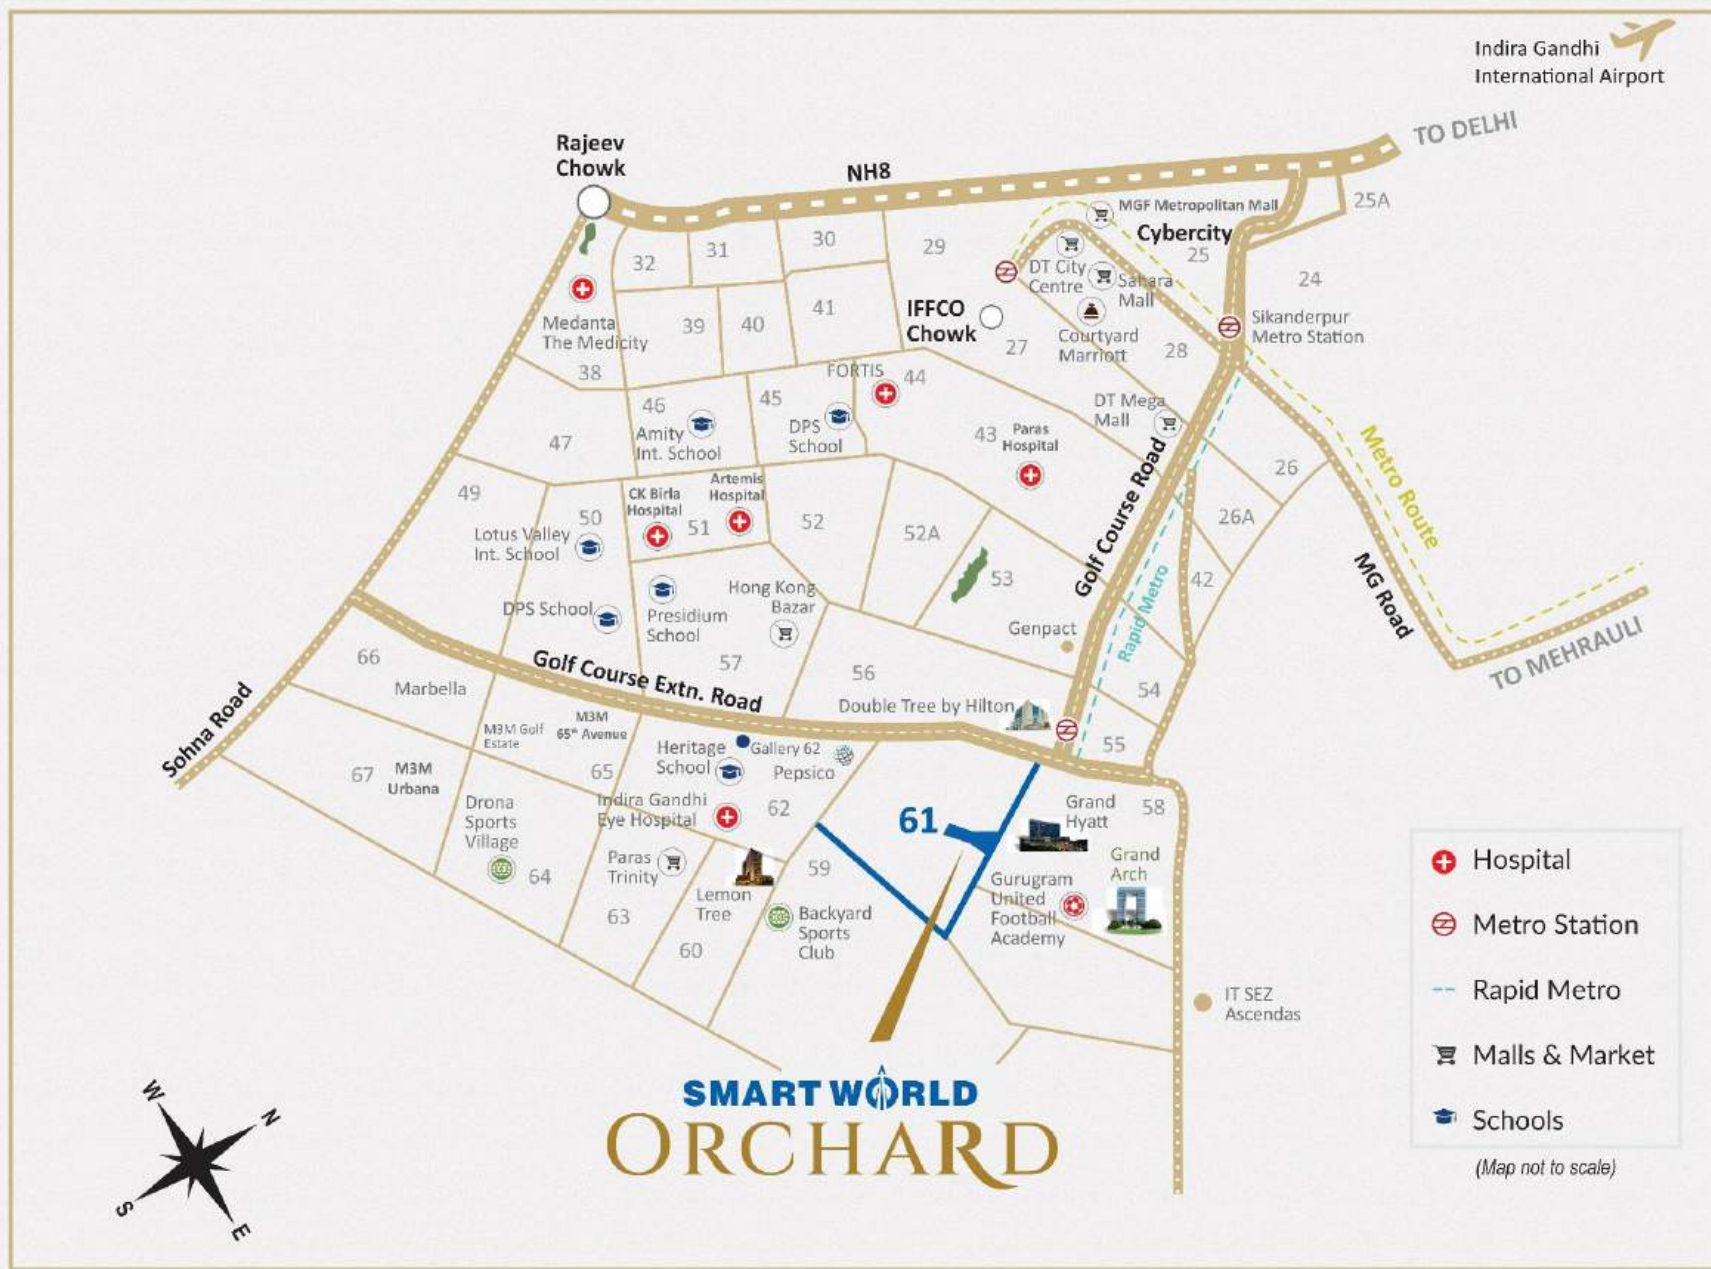 Indira Gandhi
International Airport
TO DELHI
Rajeev
Chowk
NH8
25A
MGF Metropolitan Mall
Cybercity
25
32
31
30
29
DT City
Centre
Sahara
Mall
24
Medanta
The Medicity
39
40
41
IFFCO
Chowk
27
Courtyard
Marriott
28
Sikanderpur
Metro Station
38
FORTIS
44
46
Amity
Int. School
45
DPS
School
DT Mega
Mall
47
43
Paras
Hospital
Golf Course Road
26
Metro Route
49
50
CK Birla
Hospital
51
Artemis
Hospital
52
52A
26A
Lotus Valley
Int. School
53
42
MG Road
DPS School
Presidium
School
Hong Kong
Bazar
Genpact
Rapid Metro
TO MEHRAULI
66
Marbella
Golf Course Extn. Road
57
56
54
Double Tree by Hilton
Sohna Road
M3M Golf
Estate
M3M
65th Avenue
Heritage
School
Gallery 62
Pepsico
55
67
M3M
Urbana
65
Drona
Sports
Village
64
Indira Gandhi
Eye Hospital
62
61
Grand
Hyatt
58
Paras
Trinity
63
Lemon
Tree
59
60
Backyard
Sports
Club
Gurugram
United
Football
Academy
Grand
Arch
IT SEZ
Ascendas
Hospital
Metro Station
Rapid Metro
Malls & Market
Schools
(Map not to scale)
SMART WORLD
ORCHARD
W
N
S
E